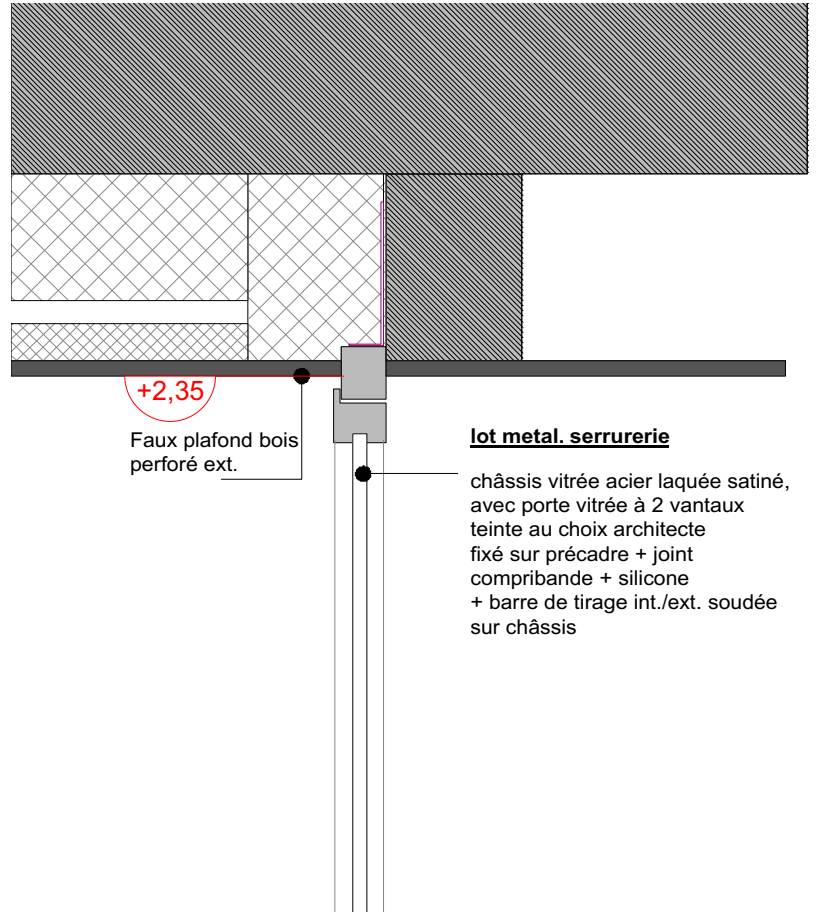 +2,35
Faux plafond bois
perforé ext.
lot metal. serrurerie
châssis vitrée acier laquée satiné,
avec porte vitrée à 2 vantaux
teinte au choix architecte
fixé sur précadre + joint
compribande + silicone
+ barre de tirage int./ext. soudée
sur châssis